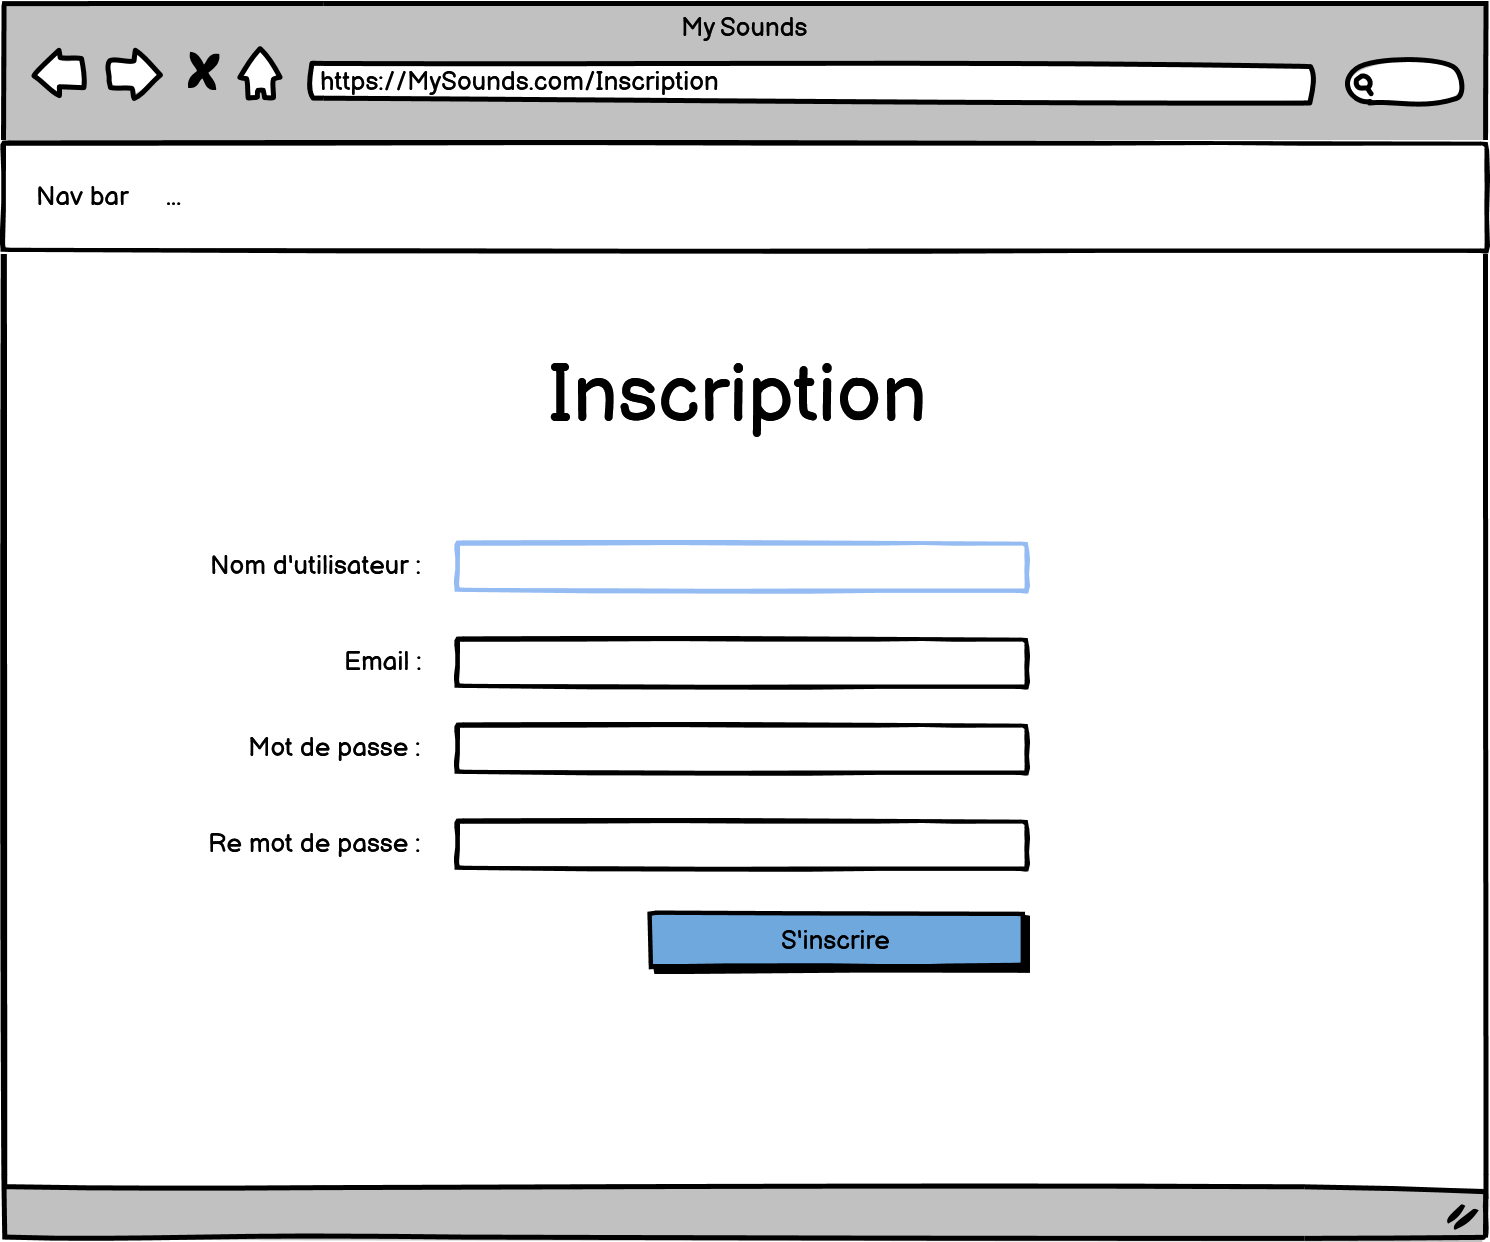 My Sounds
https://MySounds.com/Inscription
Nav bar ...
Inscription
Nom d'utilisateur :
Email :
Mot de passe :
Re mot de passe :
S'inscrire